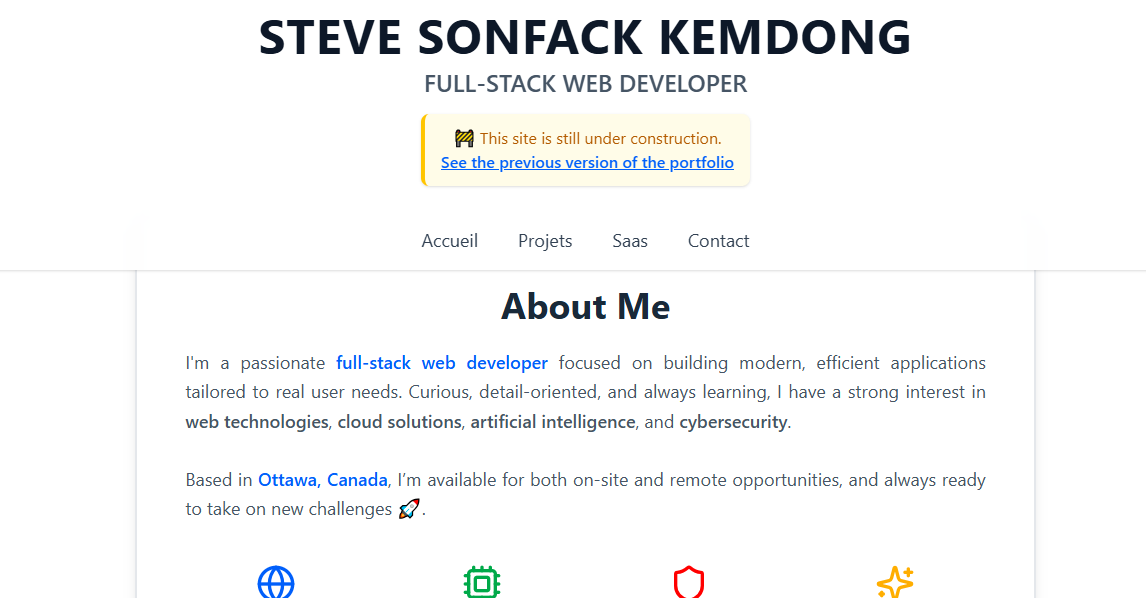 STEVE SONFACK KEMDONG
FULL-STACK WEB DEVELOPER
🚧 This site is still under construction.
See the previous version of the portfolio
Accueil Projets Saas Contact
About Me
I'm a passionate full-stack web developer focused on building modern, efficient applications
tailored to real user needs. Curious, detail-oriented, and always learning, I have a strong interest in
web technologies, cloud solutions, artificial intelligence, and cybersecurity.
Based in Ottawa, Canada, I’m available for both on-site and remote opportunities, and always ready
to take on new challenges 🚀.